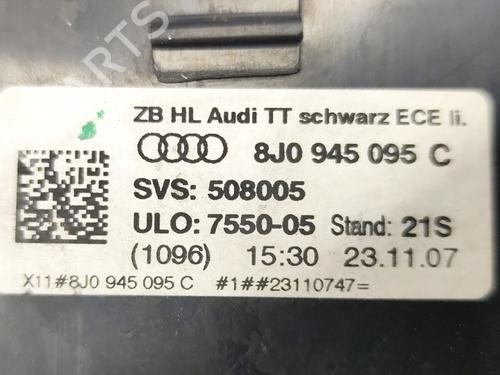 PARTS
ZB HL Audi TT schwarz ECE li.
8J0 945 095 C
SVS: 508005
ULO: 7550-05 Stand: 21S
(1096) 15:30 23.11.07
X11#8J0 945 095 C #1##23110747=